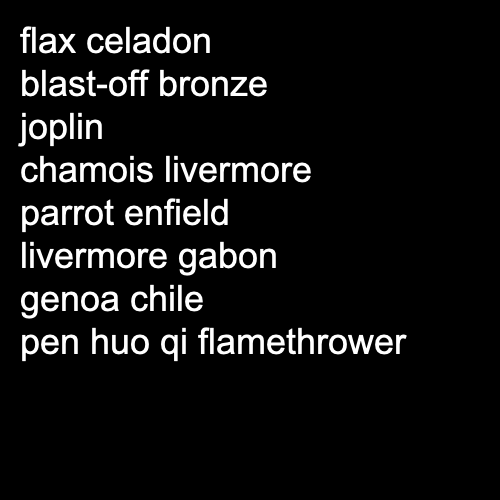 flax celadon
blast-off bronze
joplin
chamois livermore
parrot enfield
livermore gabon
genoa chile
pen huo qi flamethrower